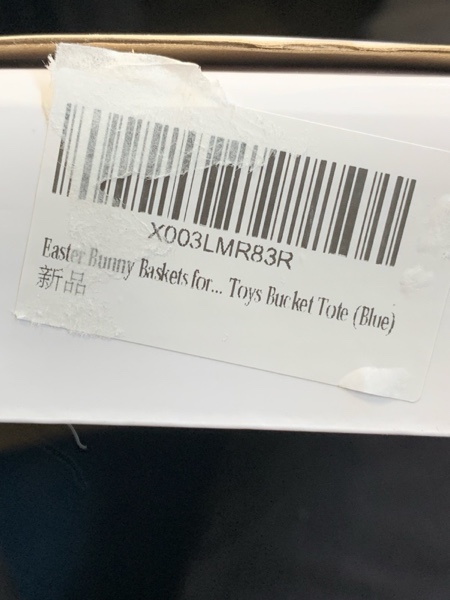 X003LMR83R
Easter Bunny Baskets for... Toys Bucket Tote (Blue)
新品